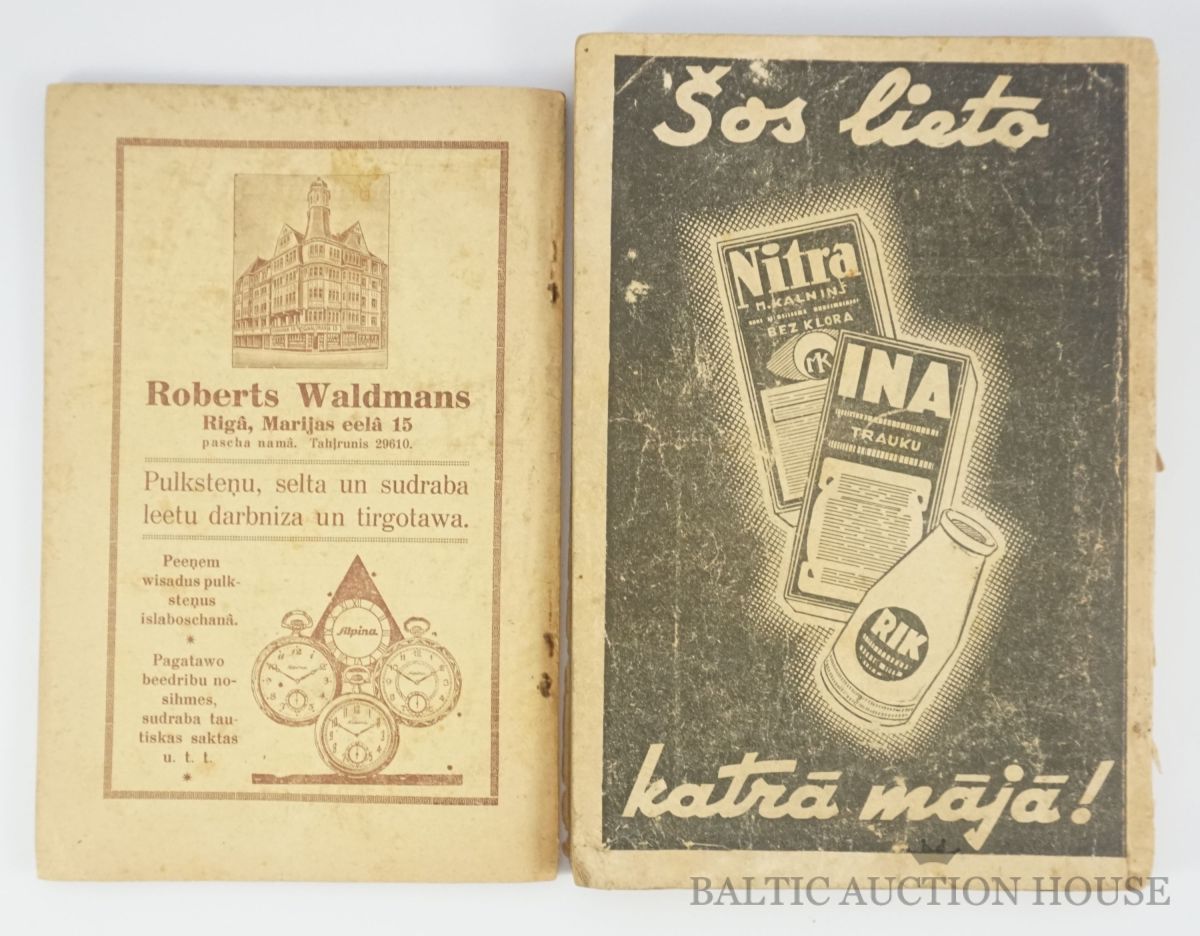 Roberts Waldmans
Rigâ, Marijas eelâ 15
pascha namâ. Tahlrunis 29610.
Pulksteņu, selta un sudraba
leetu darbniza un tirgotawa.
Peeņem
wisadus pulk-
steņus
islaboschanâ.
*
Pagatawo
beedribu no-
sihmes,
sudraba tau-
tiskas saktas
u. t. t.
*
Alpina
Šos lieto
Nitra
M. KALNIŅŠ
BEZ KLORA
MK
INA
TRAUKU
RIK
katrā mājā!
BALTIC AUCTION HOUSE